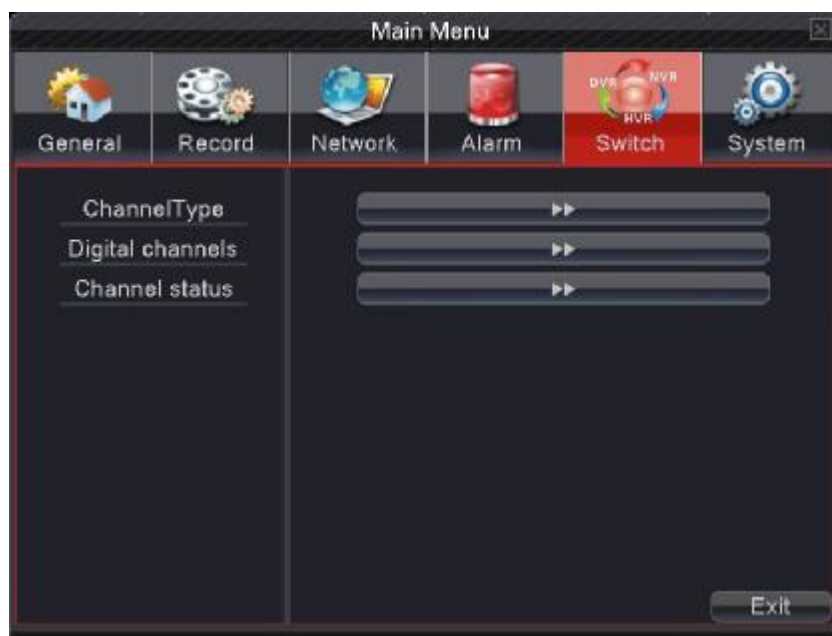 Main Menu
DVR NVR
HVR
General Record Network Alarm Switch System
ChannelType
Digital channels
Channel status
Exit